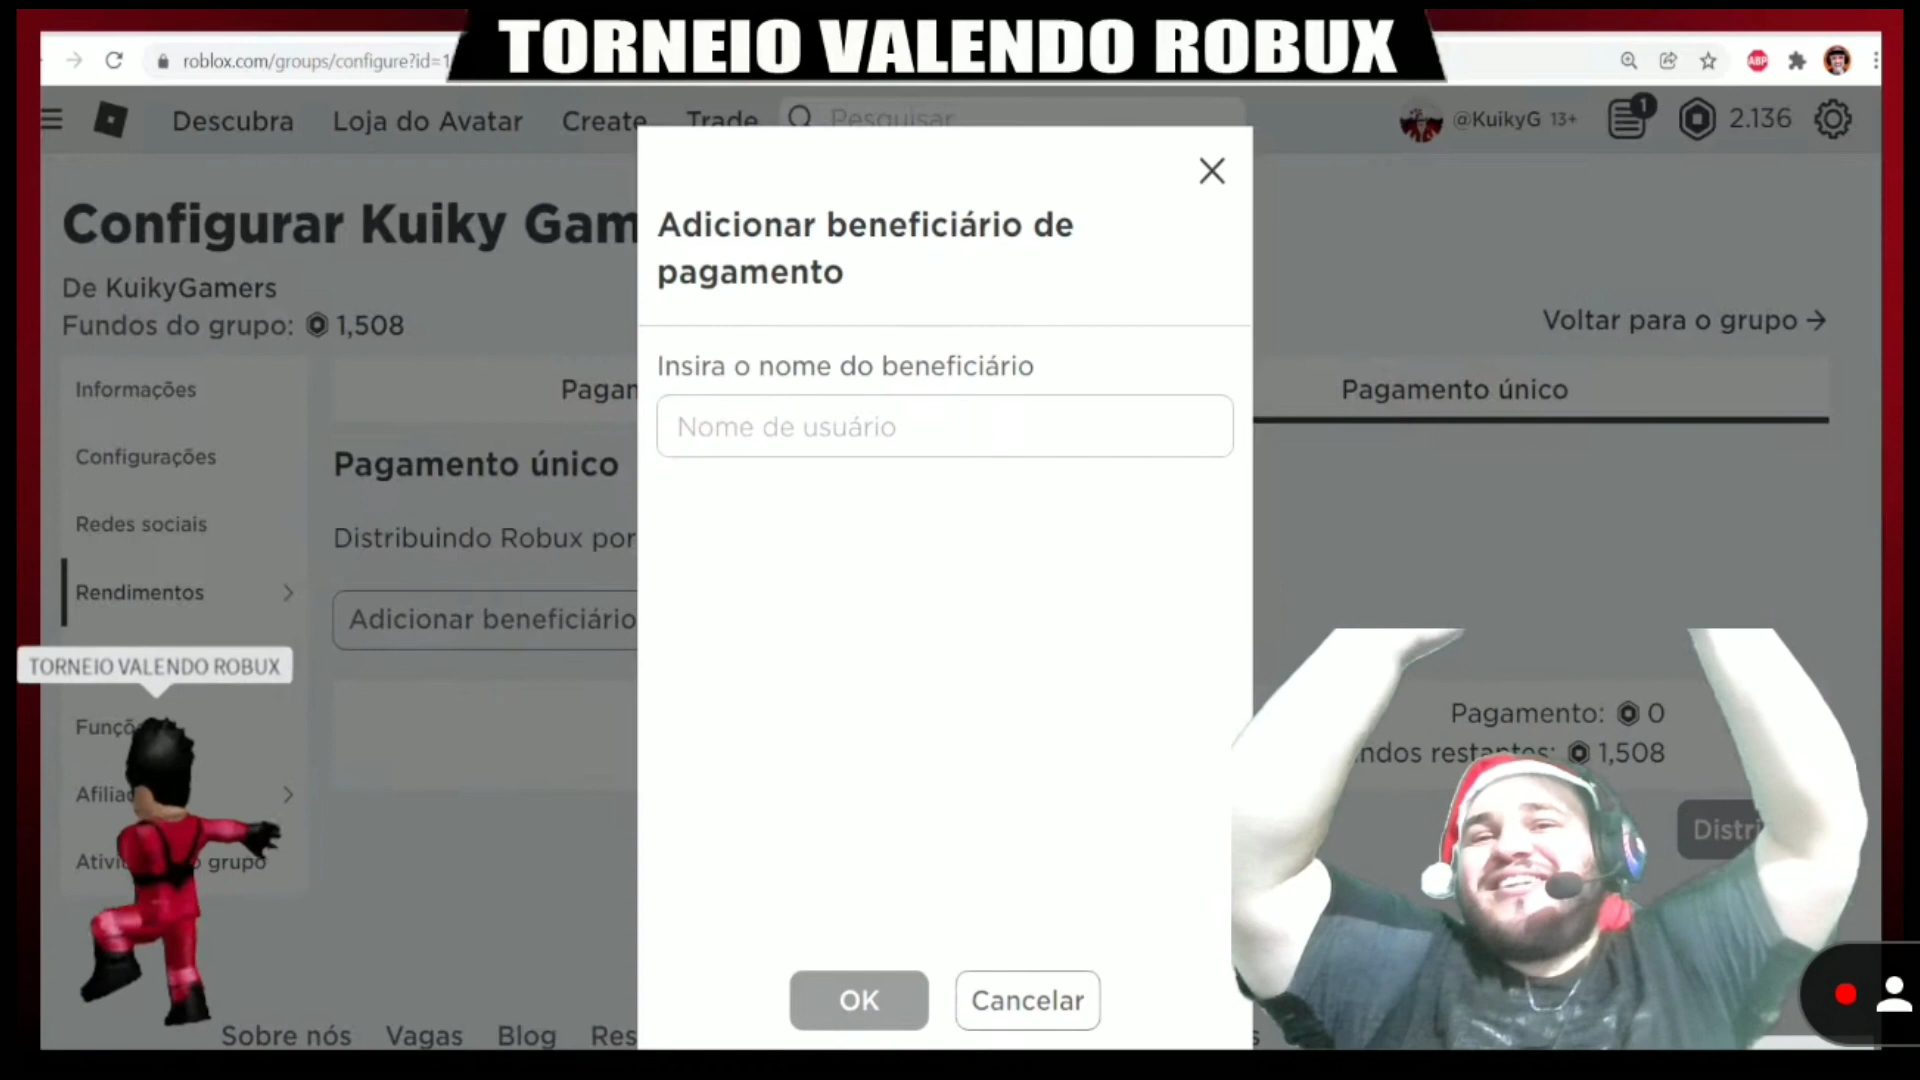 TORNEIO VALENDO ROBUX
roblox.com/groups/configure?id=1
ABP
Descubra
Loja do Avatar
Create
Trade
Pesquisar
@KuikyG 13+
1
2.136
Configurar Kuiky Gam
De KuikyGamers
Fundos do grupo: 1,508
Voltar para o grupo
Adicionar beneficiário de
pagamento
Insira o nome do beneficiário
Nome de usuário
OK
Cancelar
Informações
Configurações
Redes sociais
Rendimentos
TORNEIO VALENDO ROBUX
Pagamento único
Pagamento único
Distribuindo Robux por
Adicionar beneficiário
Pagamento: 0
1,508
grupo
Sobre nós
Vagas
Blog